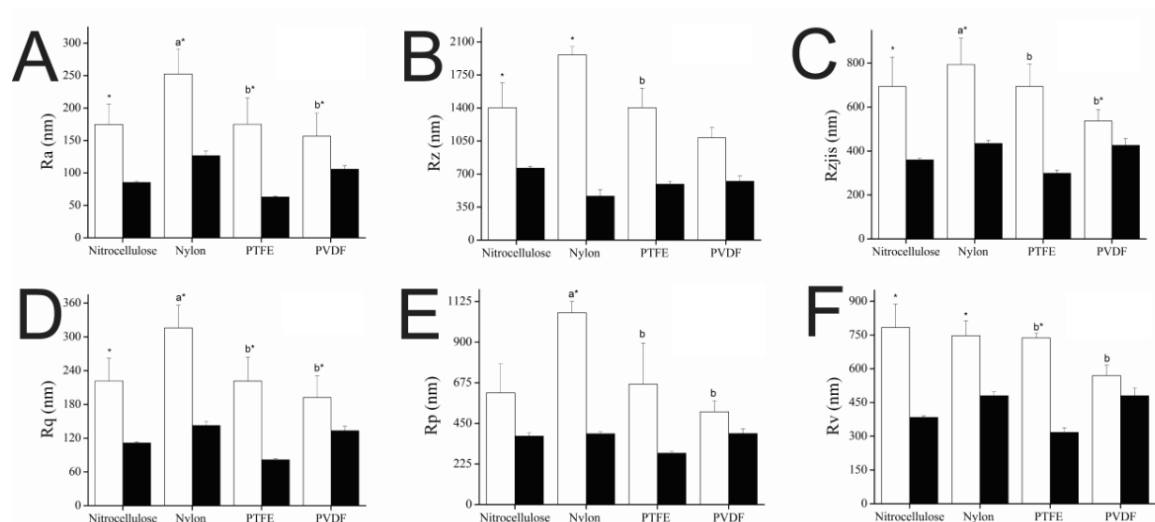 A
Ra (nm)
300
250
200
150
100
50
0
*
a*
b*
b*
Nitrocellulose Nylon PTFE PVDF
B
Rz (nm)
2100
1750
1400
1050
700
350
0
*
*
b
Nitrocellulose Nylon PTFE PVDF
C
Rzjis (nm)
800
600
400
200
0
*
a*
b
b*
Nitrocellulose Nylon PTFE PVDF
D
Rq (nm)
360
300
240
180
120
60
0
*
a*
b*
b*
Nitrocellulose Nylon PTFE PVDF
E
Rp (nm)
1125
900
675
450
225
0
a*
b
b
Nitrocellulose Nylon PTFE PVDF
F
Rv (nm)
900
750
600
450
300
150
0
*
*
b*
b
Nitrocellulose Nylon PTFE PVDF